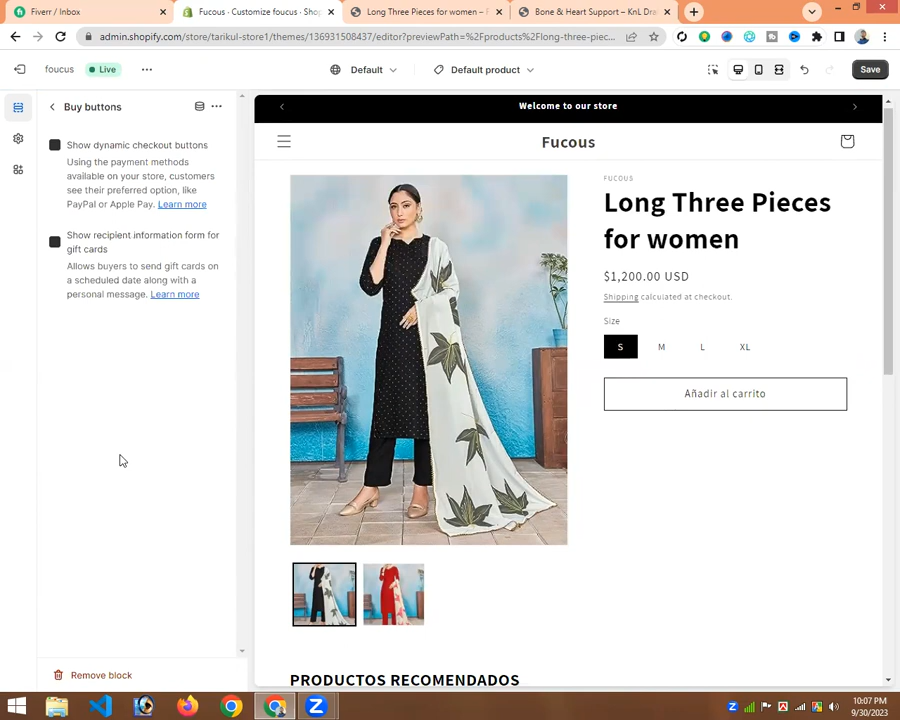 Fiverr / Inbox
Fucous · Customize foucus · Sho
Long Three Pieces for women – F
Bone & Heart Support – KnL Dra
admin.shopify.com/store/tarikul-store1/themes/136931508437/editor?previewPath=%2Fproducts%2Flong-three-piec...
foucus
Live
Default
Default product
Save
Buy buttons
Show dynamic checkout buttons
Using the payment methods
available on your store, customers
see their preferred option, like
PayPal or Apple Pay. Learn more
Show recipient information form for
gift cards
Allows buyers to send gift cards on
a scheduled date along with a
personal message. Learn more
Remove block
Welcome to our store
Fucous
FUCOUS
Long Three Pieces
for women
$1,200.00 USD
Shipping calculated at checkout.
Size
S M L XL
Añadir al carrito
PRODUCTOS RECOMENDADOS
10:07 PM
9/30/2023